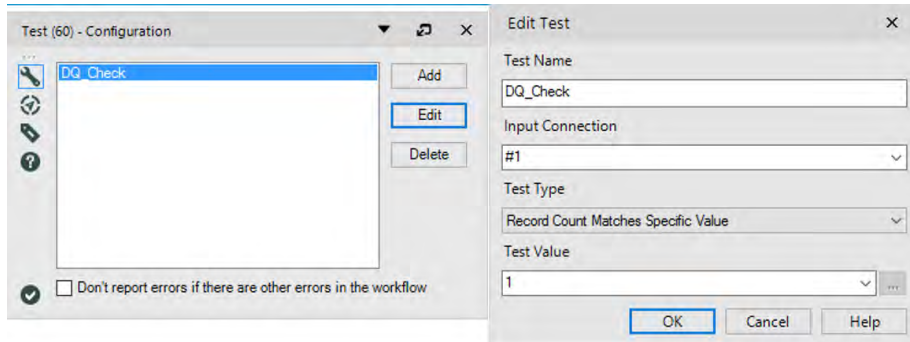 Test (60) - Configuration
DQ_Check
Add
Edit
Delete
Don't report errors if there are other errors in the workflow
Edit Test
Test Name
DQ_Check
Input Connection
#1
Test Type
Record Count Matches Specific Value
Test Value
1
...
OK Cancel Help